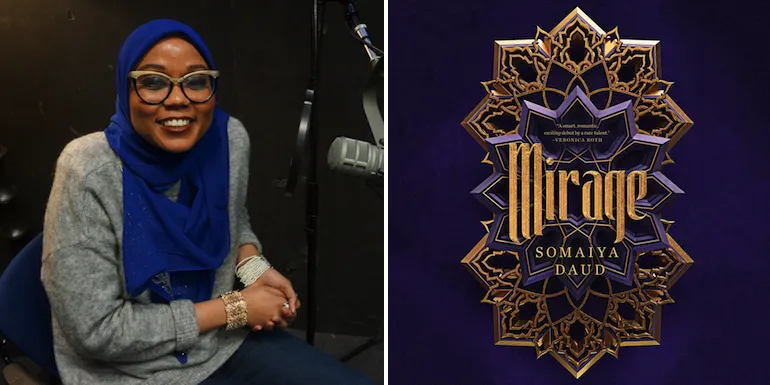 "A smart, romantic,
exciting debut by a rare talent."
–VERONICA ROTH
Mirage
SOMAIYA
DAUD